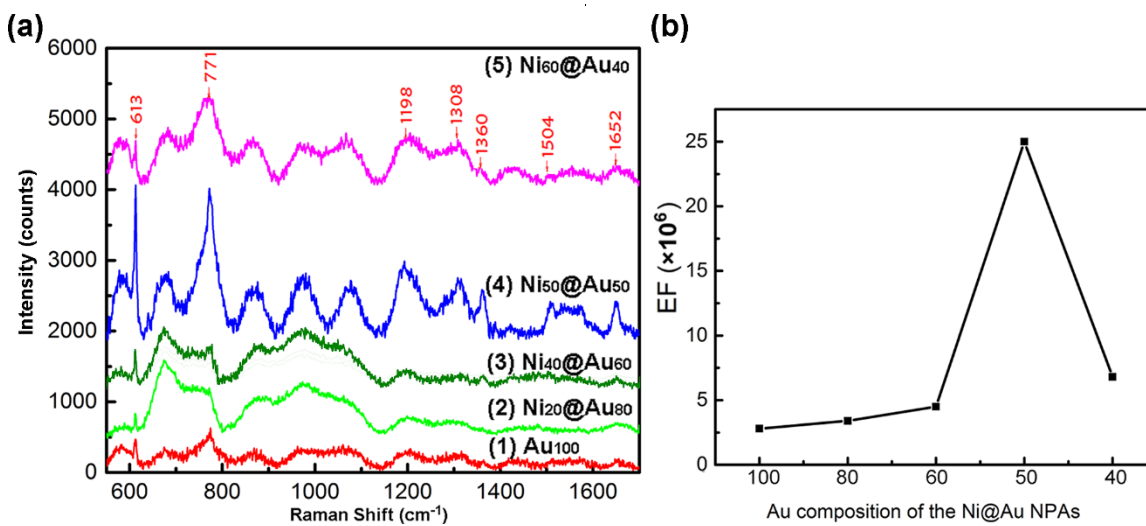 (a)
6000
5000
4000
3000
2000
1000
0
Intensity (counts)
613
771
1198
1308
1360
1504
1652
(5) Ni60@Au40
(4) Ni50@Au50
(3) Ni40@Au60
(2) Ni20@Au80
(1) Au100
600 800 1000 1200 1400 1600
Raman Shift (cm⁻¹)
(b)
25
20
15
10
5
0
EF (×10⁶)
100 80 60 50 40
Au composition of the Ni@Au NPAs